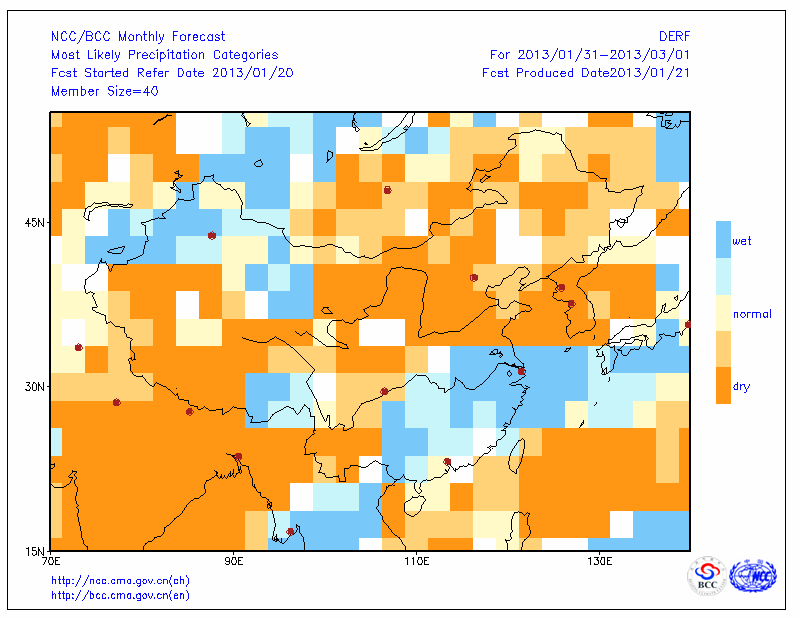 NCC/BCC Monthly Forecast DERF
Most Likely Precipitation Categories For 2013/01/31-2013/03/01
Fcst Started Refer Date 2013/01/20 Fcst Produced Date2013/01/21
Member Size=40
45N
30N
15N
70E 90E 110E 130E
wet
normal
dry
http://ncc.cma.gov.cn(ch)
http://bcc.cma.gov.cn(en)
BCC
NCC